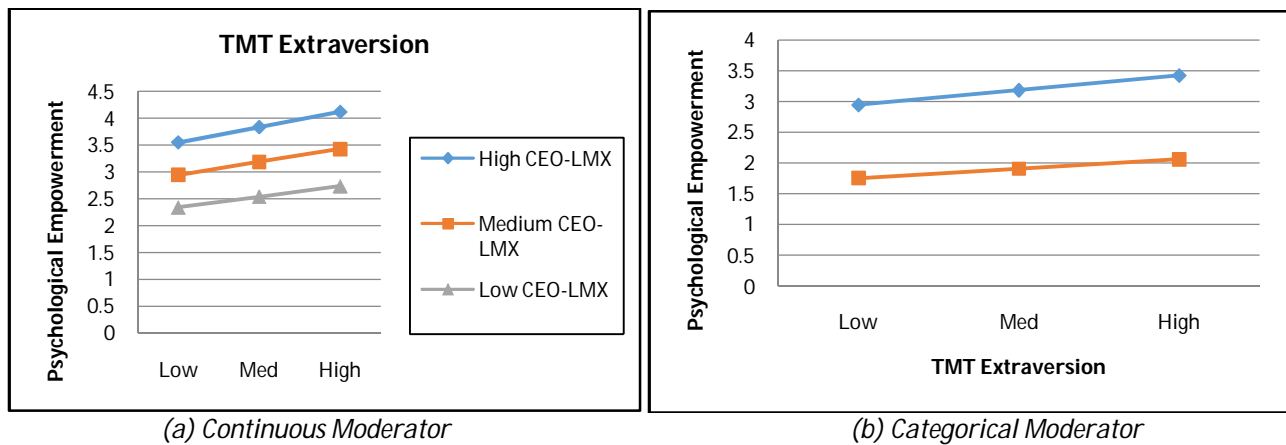 TMT Extraversion
Psychological Empowerment
4.5
4
3.5
3
2.5
2
1.5
1
0.5
0
Low Med High
High CEO-LMX
Medium CEO-
LMX
Low CEO-LMX
(a) Continuous Moderator
Psychological Empowerment
4
3.5
3
2.5
2
1.5
1
0.5
0
Low Med High
TMT Extraversion
(b) Categorical Moderator